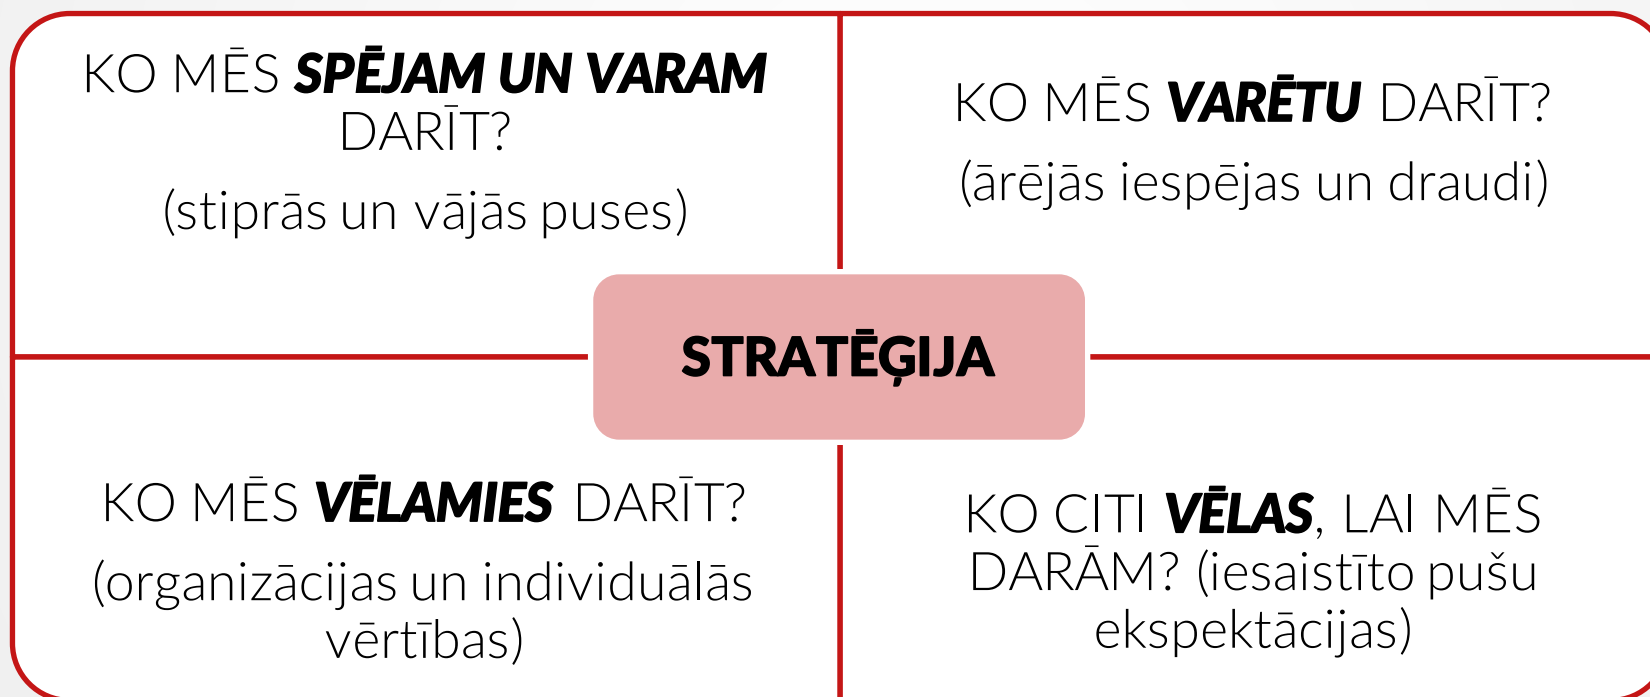 KO MĒS SPĒJAM UN VARAM
DARĪT?
(stiprās un vājās puses)
KO MĒS VARĒTU DARĪT?
(ārējās iespējas un draudi)
STRATĒĢIJA
KO MĒS VĒLAMIES DARĪT?
(organizācijas un individuālās
vērtības)
KO CITI VĒLAS, LAI MĒS
DARĀM? (iesaistīto pušu
ekspektācijas)